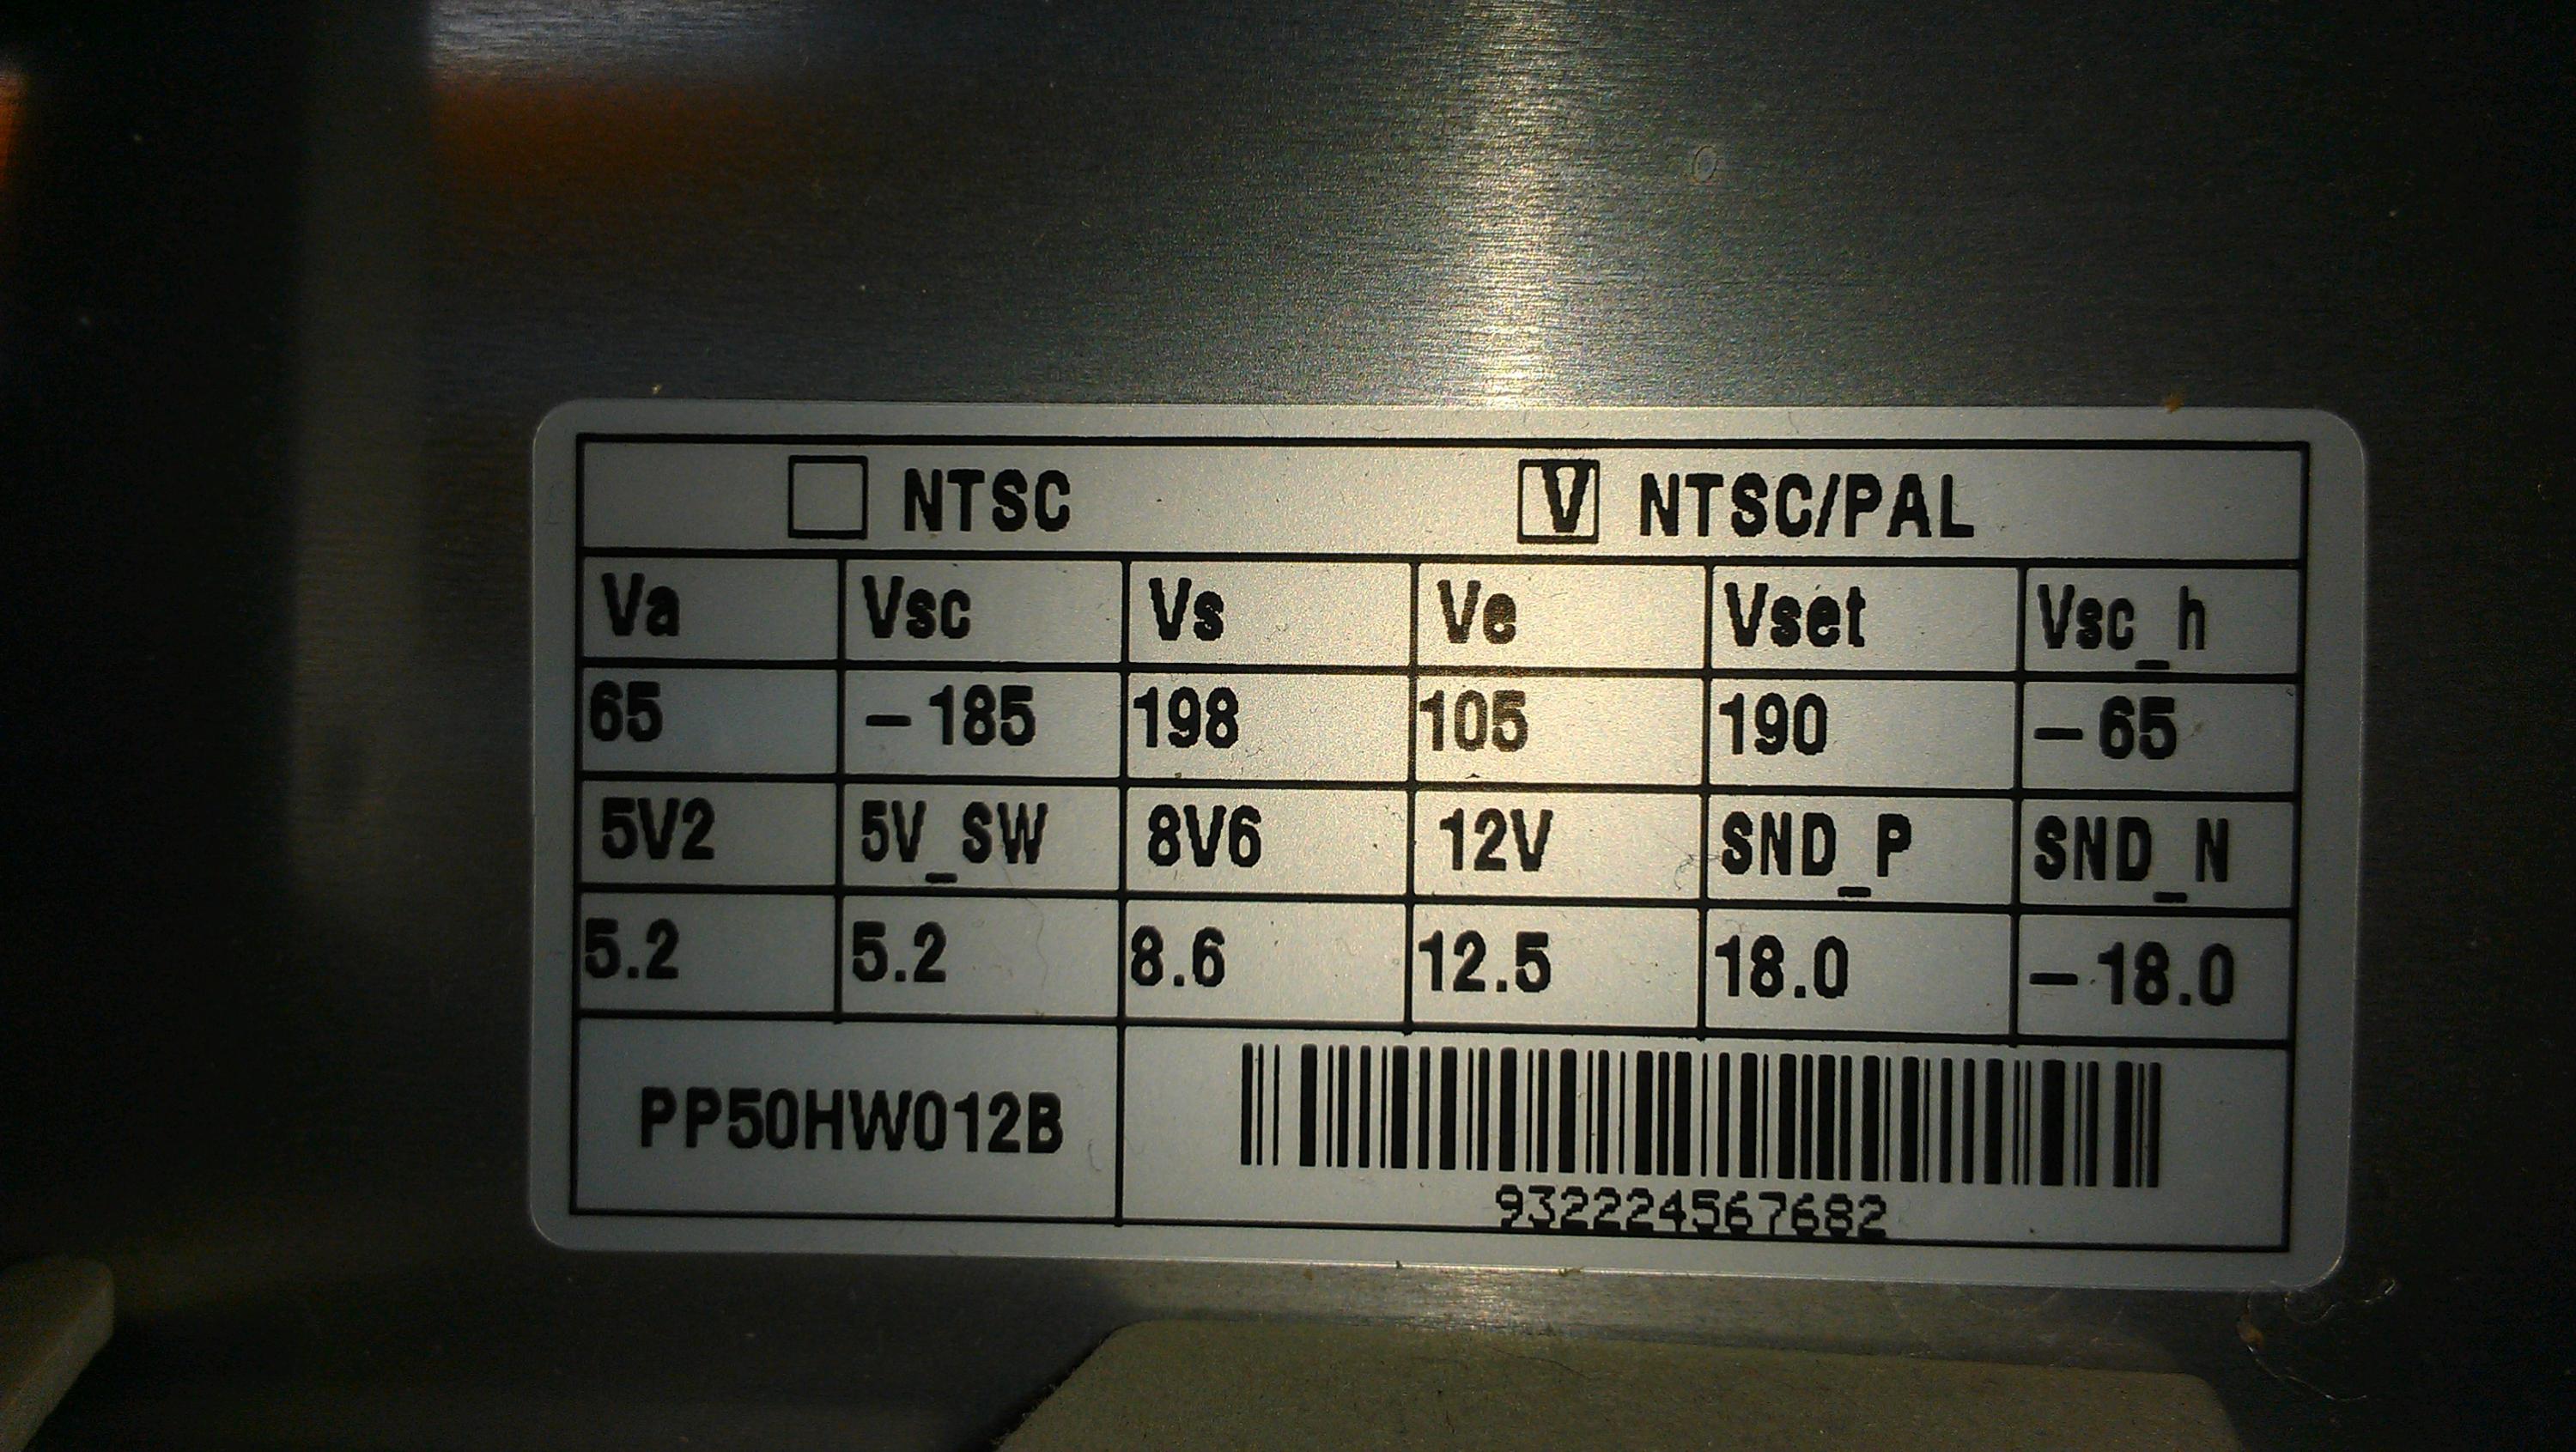 NTSC V NTSC/PAL
Va Vsc Vs Ve Vset Vsc_h
65 -185 198 105 190 -65
5V2 5V_SW 8V6 12V SND_P SND_N
5.2 5.2 8.6 12.5 18.0 -18.0
PP50HW012B
932224567682